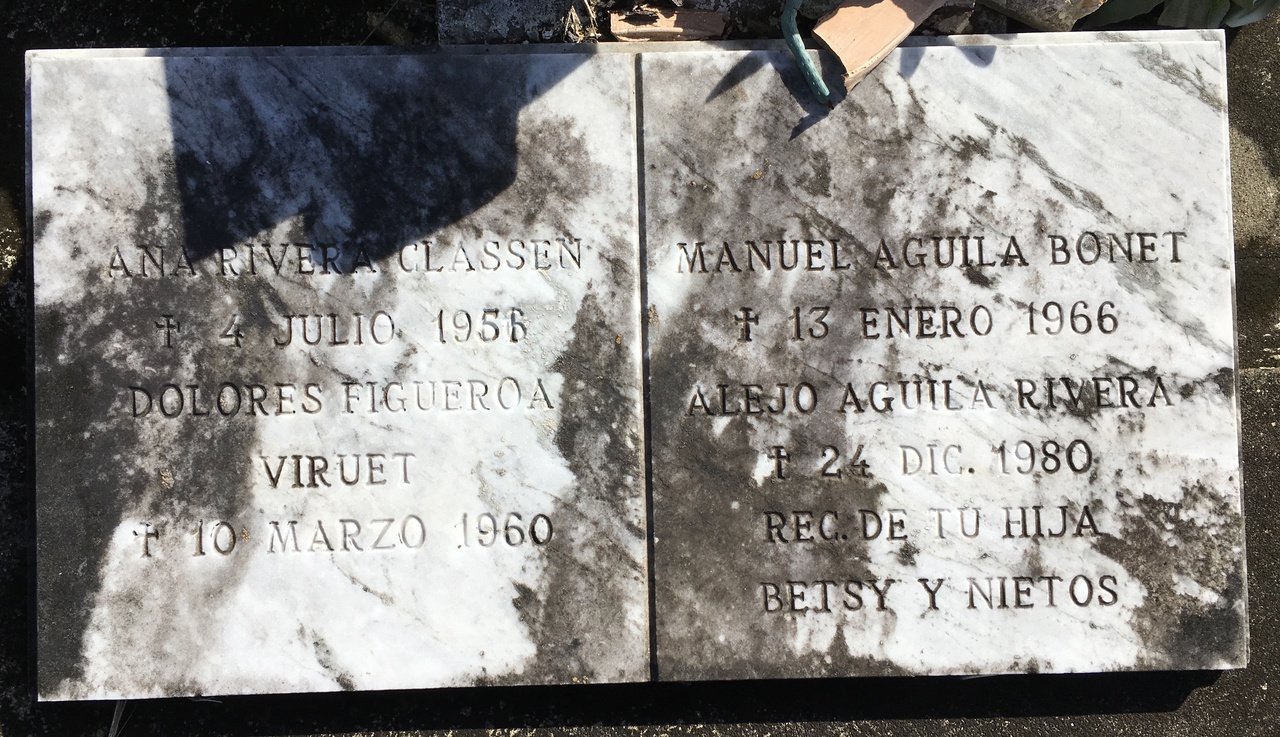 ANA RIVERA CLASSEN
✝ 4 JULIO 1956
DOLORES FIGUEROA
VIRUET
✝ 10 MARZO 1960
MANUEL AGUILA BONET
✝ 13 ENERO 1966
ALEJO AGUILA RIVERA
✝ 24 DIC. 1980
REC. DE TU HIJA
BETSY Y NIETOS